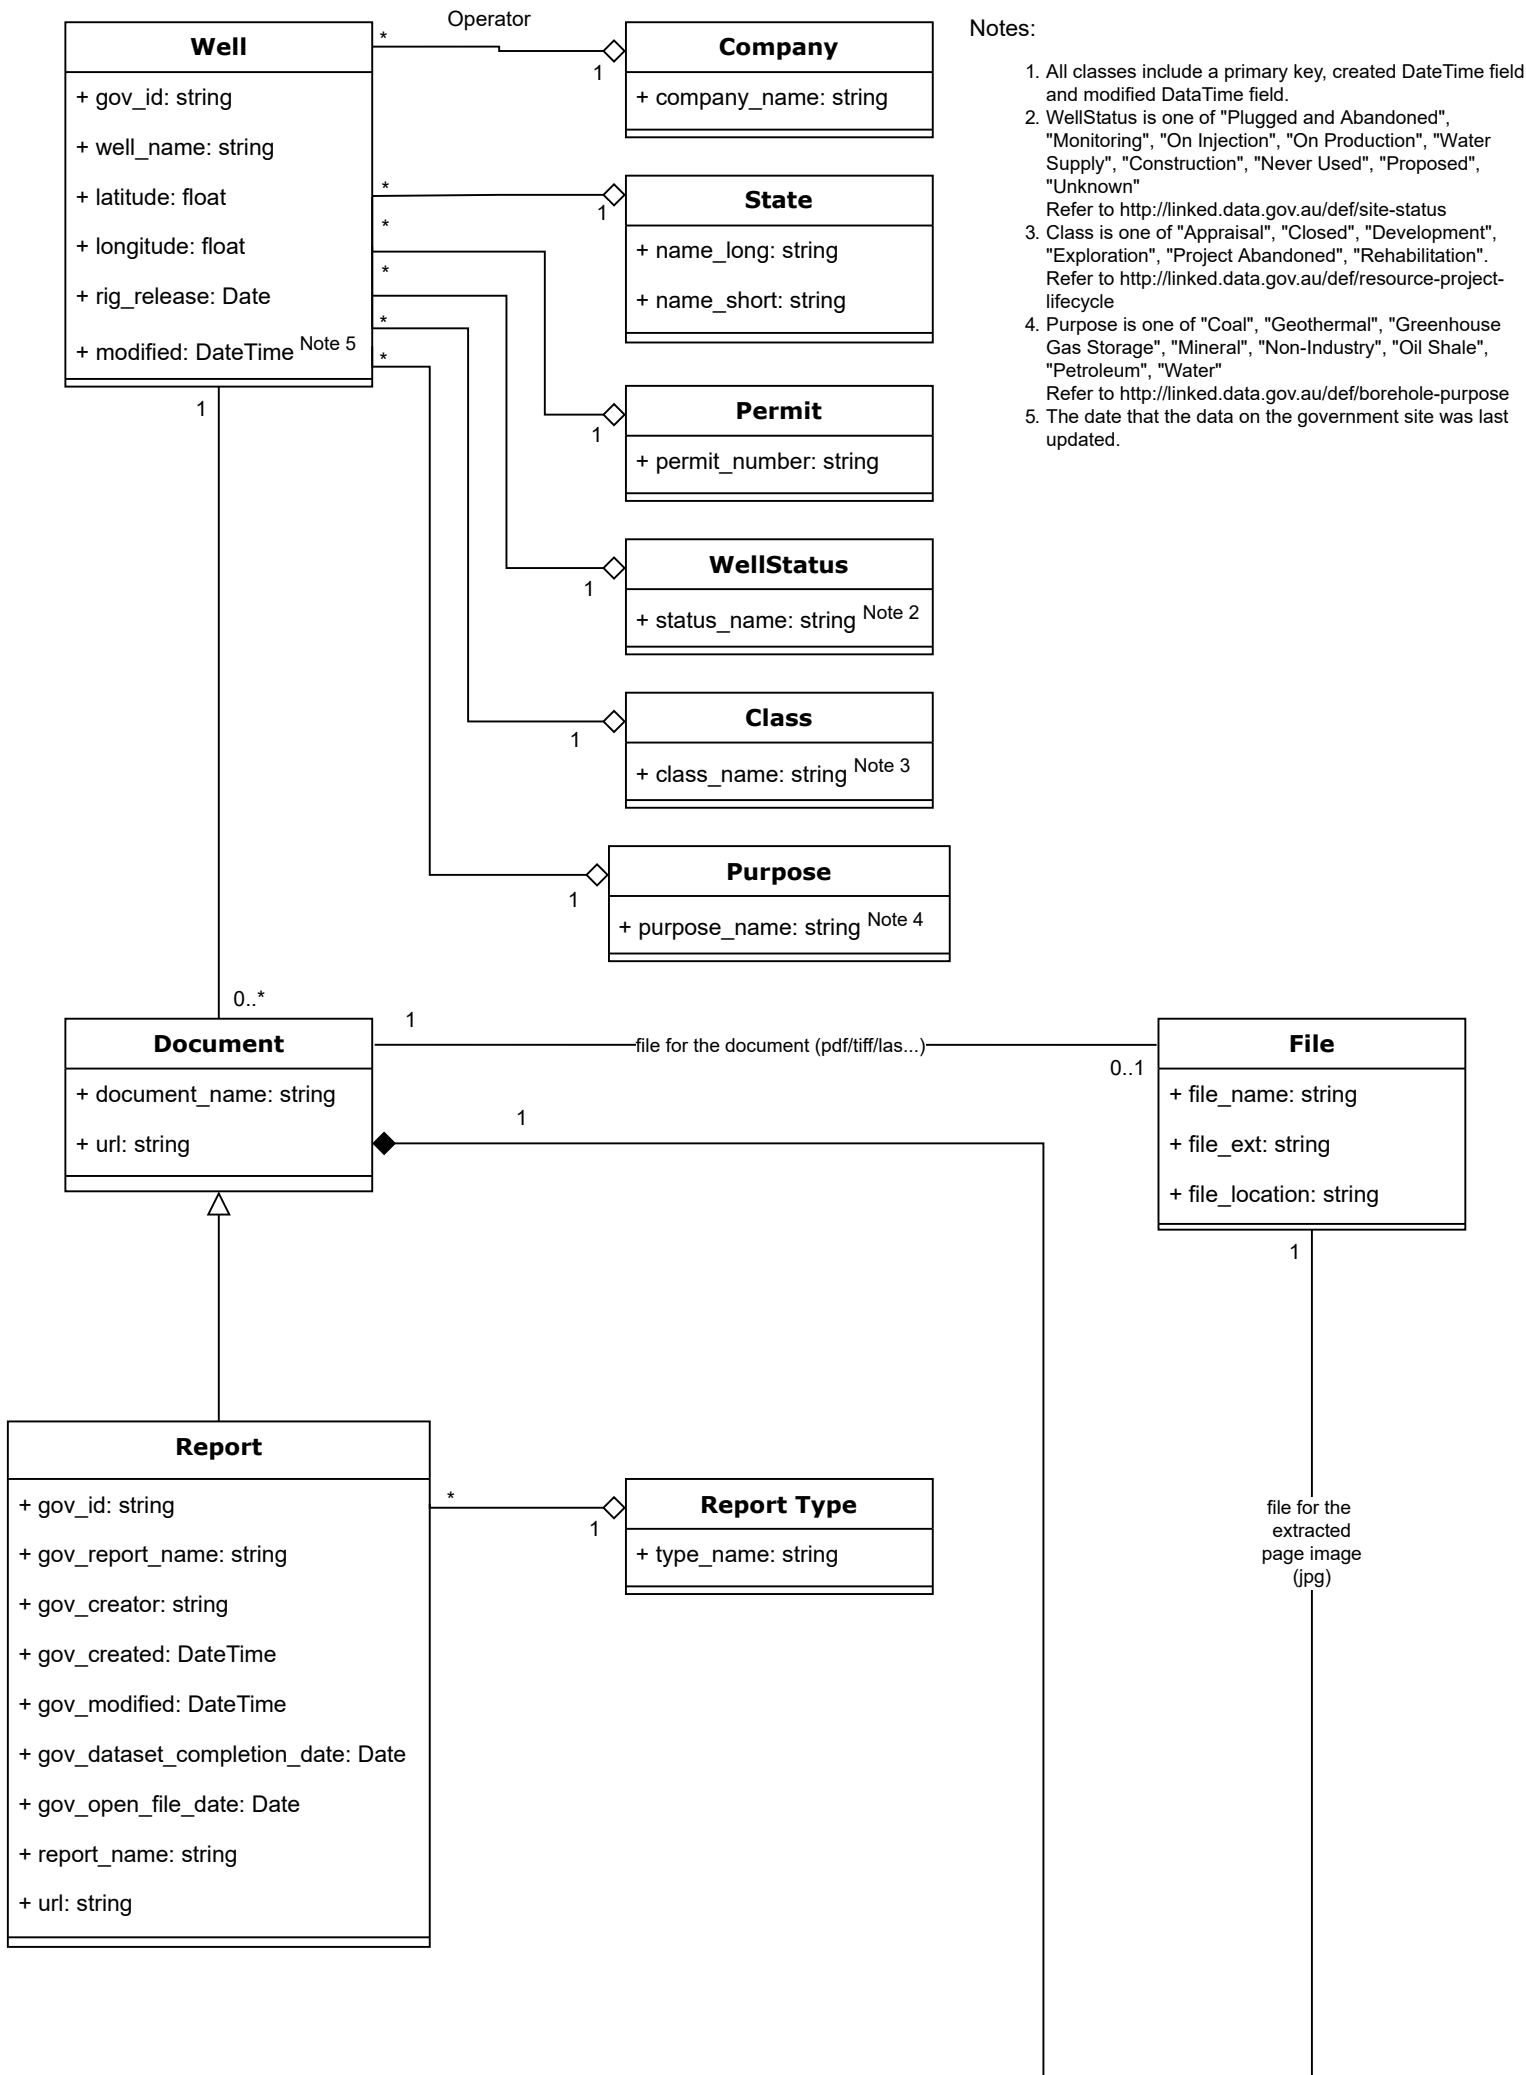 Operator
Well
*
1
Company
+ gov_id: string
+ well_name: string
+ latitude: float
+ longitude: float
+ rig_release: Date
+ modified: DateTime Note 5
+ company_name: string
*
1
State
+ name_long: string
+ name_short: string
*
1
Permit
+ permit_number: string
*
1
WellStatus
+ status_name: string Note 2
*
1
Class
+ class_name: string Note 3
*
1
Purpose
+ purpose_name: string Note 4
Notes:
1. All classes include a primary key, created DateTime field
and modified DataTime field.
2. WellStatus is one of "Plugged and Abandoned",
"Monitoring", "On Injection", "On Production", "Water
Supply", "Construction", "Never Used", "Proposed",
"Unknown"
Refer to http://linked.data.gov.au/def/site-status
3. Class is one of "Appraisal", "Closed", "Development",
"Exploration", "Project Abandoned", "Rehabilitation".
Refer to http://linked.data.gov.au/def/resource-project-
lifecycle
4. Purpose is one of "Coal", "Geothermal", "Greenhouse
Gas Storage", "Mineral", "Non-Industry", "Oil Shale",
"Petroleum", "Water"
Refer to http://linked.data.gov.au/def/borehole-purpose
5. The date that the data on the government site was last
updated.
1
0..*
Document
+ document_name: string
+ url: string
1
file for the document (pdf/tiff/las...)
0..1
1
File
+ file_name: string
+ file_ext: string
+ file_location: string
1
file for the
extracted
page image
(jpg)
Report
+ gov_id: string
+ gov_report_name: string
+ gov_creator: string
+ gov_created: DateTime
+ gov_modified: DateTime
+ gov_dataset_completion_date: Date
+ gov_open_file_date: Date
+ report_name: string
+ url: string
*
1
Report Type
+ type_name: string